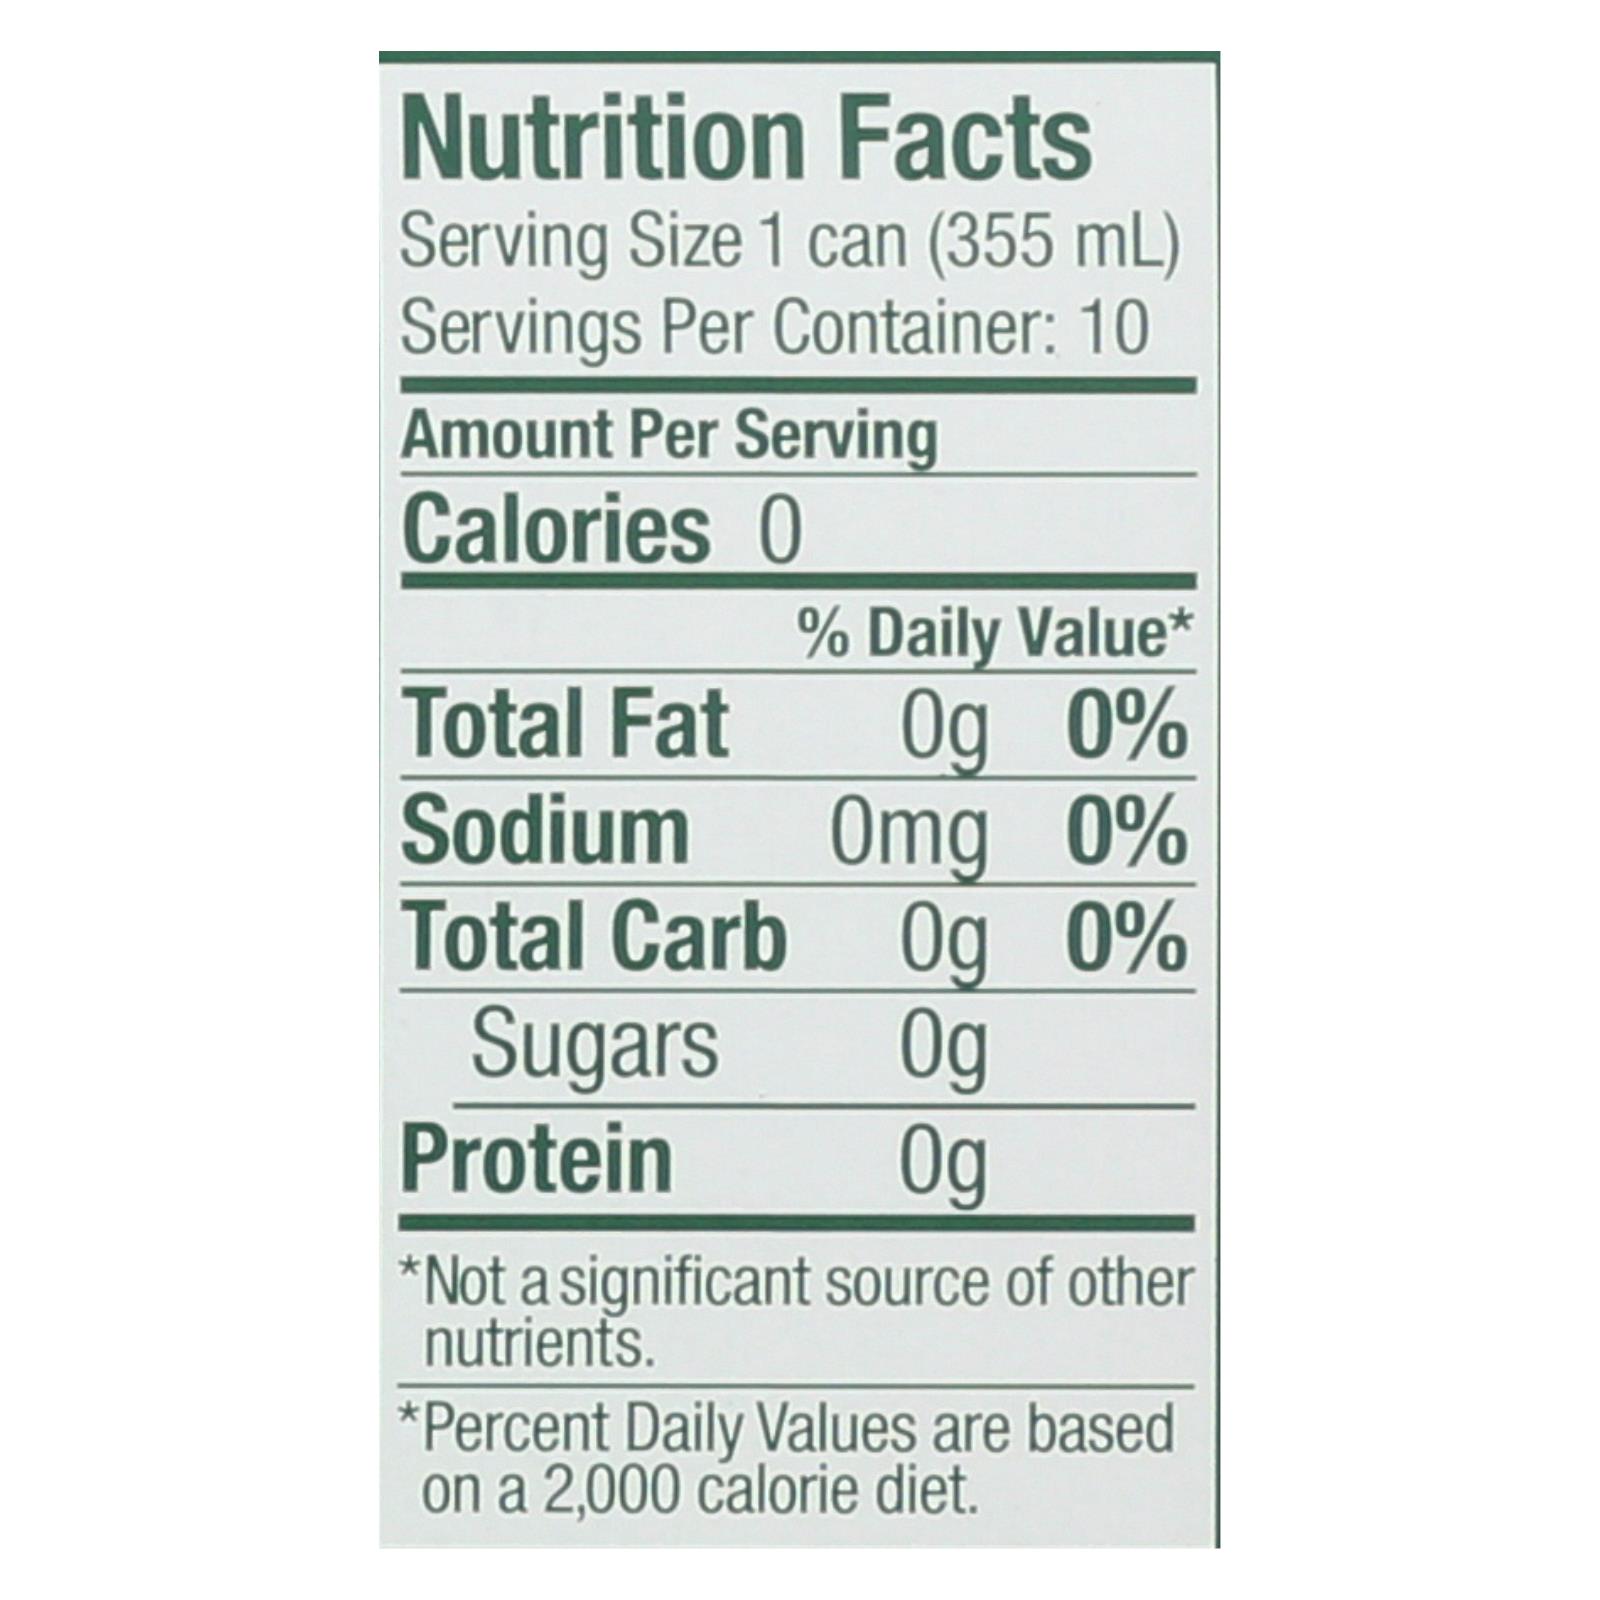 Nutrition Facts
Serving Size 1 can (355 mL)
Servings Per Container: 10
Amount Per Serving
Calories 0
% Daily Value*
Total Fat 0g 0%
Sodium 0mg 0%
Total Carb 0g 0%
Sugars 0g
Protein 0g
*Not a significant source of other
nutrients.
*Percent Daily Values are based
on a 2,000 calorie diet.